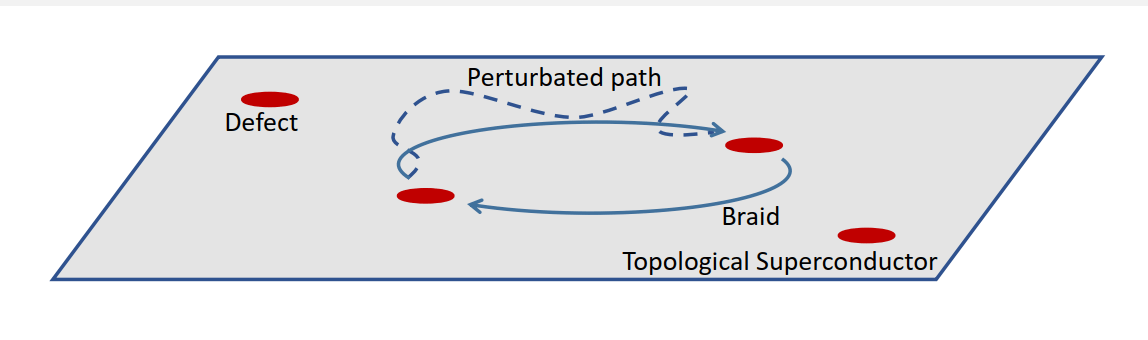 Perturbated path
Defect
Braid
Topological Superconductor